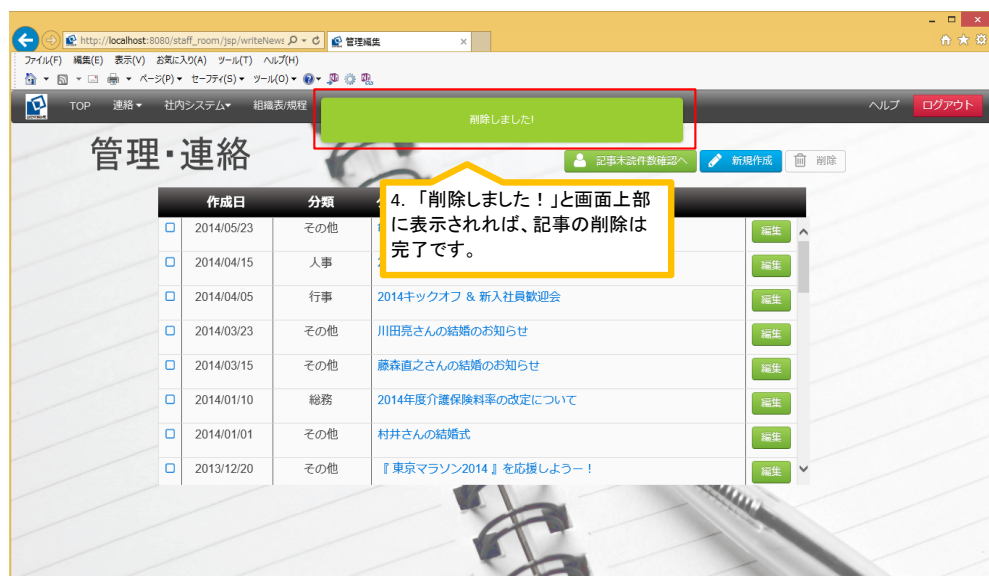 http://localhost:8080/staff_room/jsp/writeNews
管理編集
ファイル(F) 編集(E) 表示(V) お気に入り(A) ツール(T) ヘルプ(H)
ページ(P) セーフティ(S) ツール(O)
TOP 連絡 社内システム 組織表/規程
削除しました!
ヘルプ ログアウト
管理・連絡
記事未読件数確認へ 新規作成 削除
4. 「削除しました！」と画面上部
に表示されれば、記事の削除は
完了です。
作成日 分類
2014/05/23 その他 編集
2014/04/15 人事 編集
2014/04/05 行事 2014キックオフ & 新入社員歓迎会 編集
2014/03/23 その他 川田亮さんの結婚のお知らせ 編集
2014/03/15 その他 藤森直之さんの結婚のお知らせ 編集
2014/01/10 総務 2014年度介護保険料率の改定について 編集
2014/01/01 その他 村井さんの結婚式 編集
2013/12/20 その他 『 東京マラソン2014 』を応援しようー！ 編集